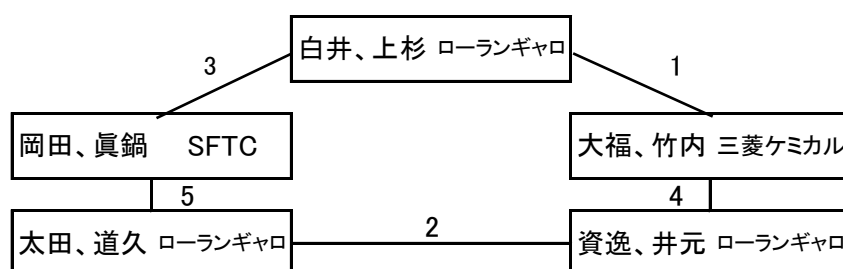 白井、上杉 ローランギャロ
3
1
岡田、眞鍋 SFTC
大福、竹内 三菱ケミカル
5
4
太田、道久 ローランギャロ
2
資逸、井元 ローランギャロ